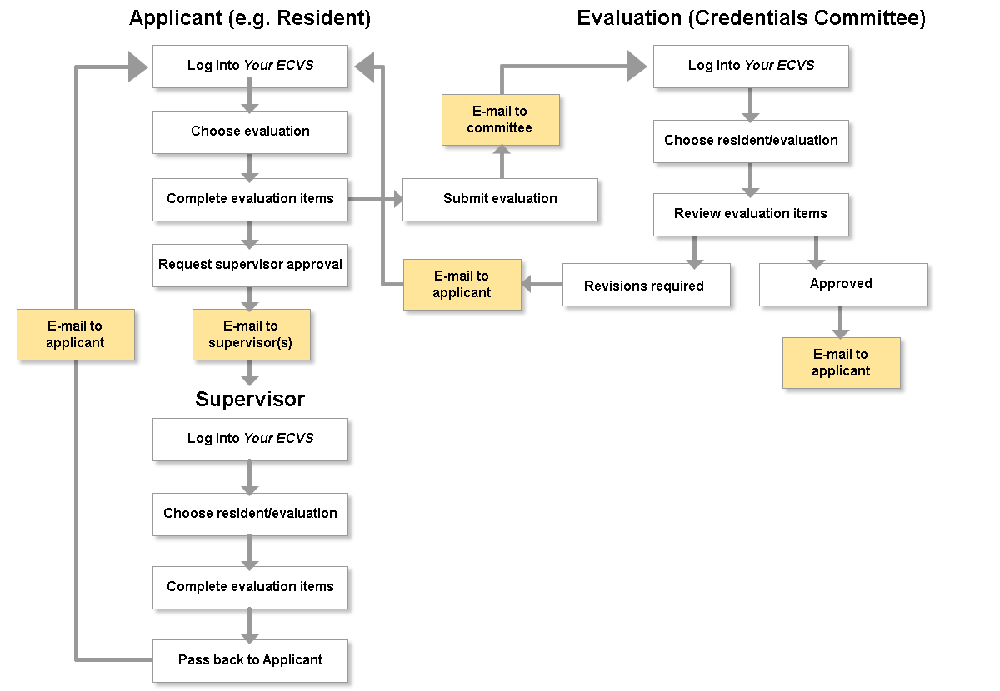 Applicant (e.g. Resident)
Log into Your ECVS
Choose evaluation
Complete evaluation items
Request supervisor approval
E-mail to
applicant
E-mail to
supervisor(s)
Supervisor
Log into Your ECVS
Choose resident/evaluation
Complete evaluation items
Pass back to Applicant
Submit evaluation
E-mail to
committee
Evaluation (Credentials Committee)
Log into Your ECVS
Choose resident/evaluation
Review evaluation items
Revisions required
E-mail to
applicant
Approved
E-mail to
applicant